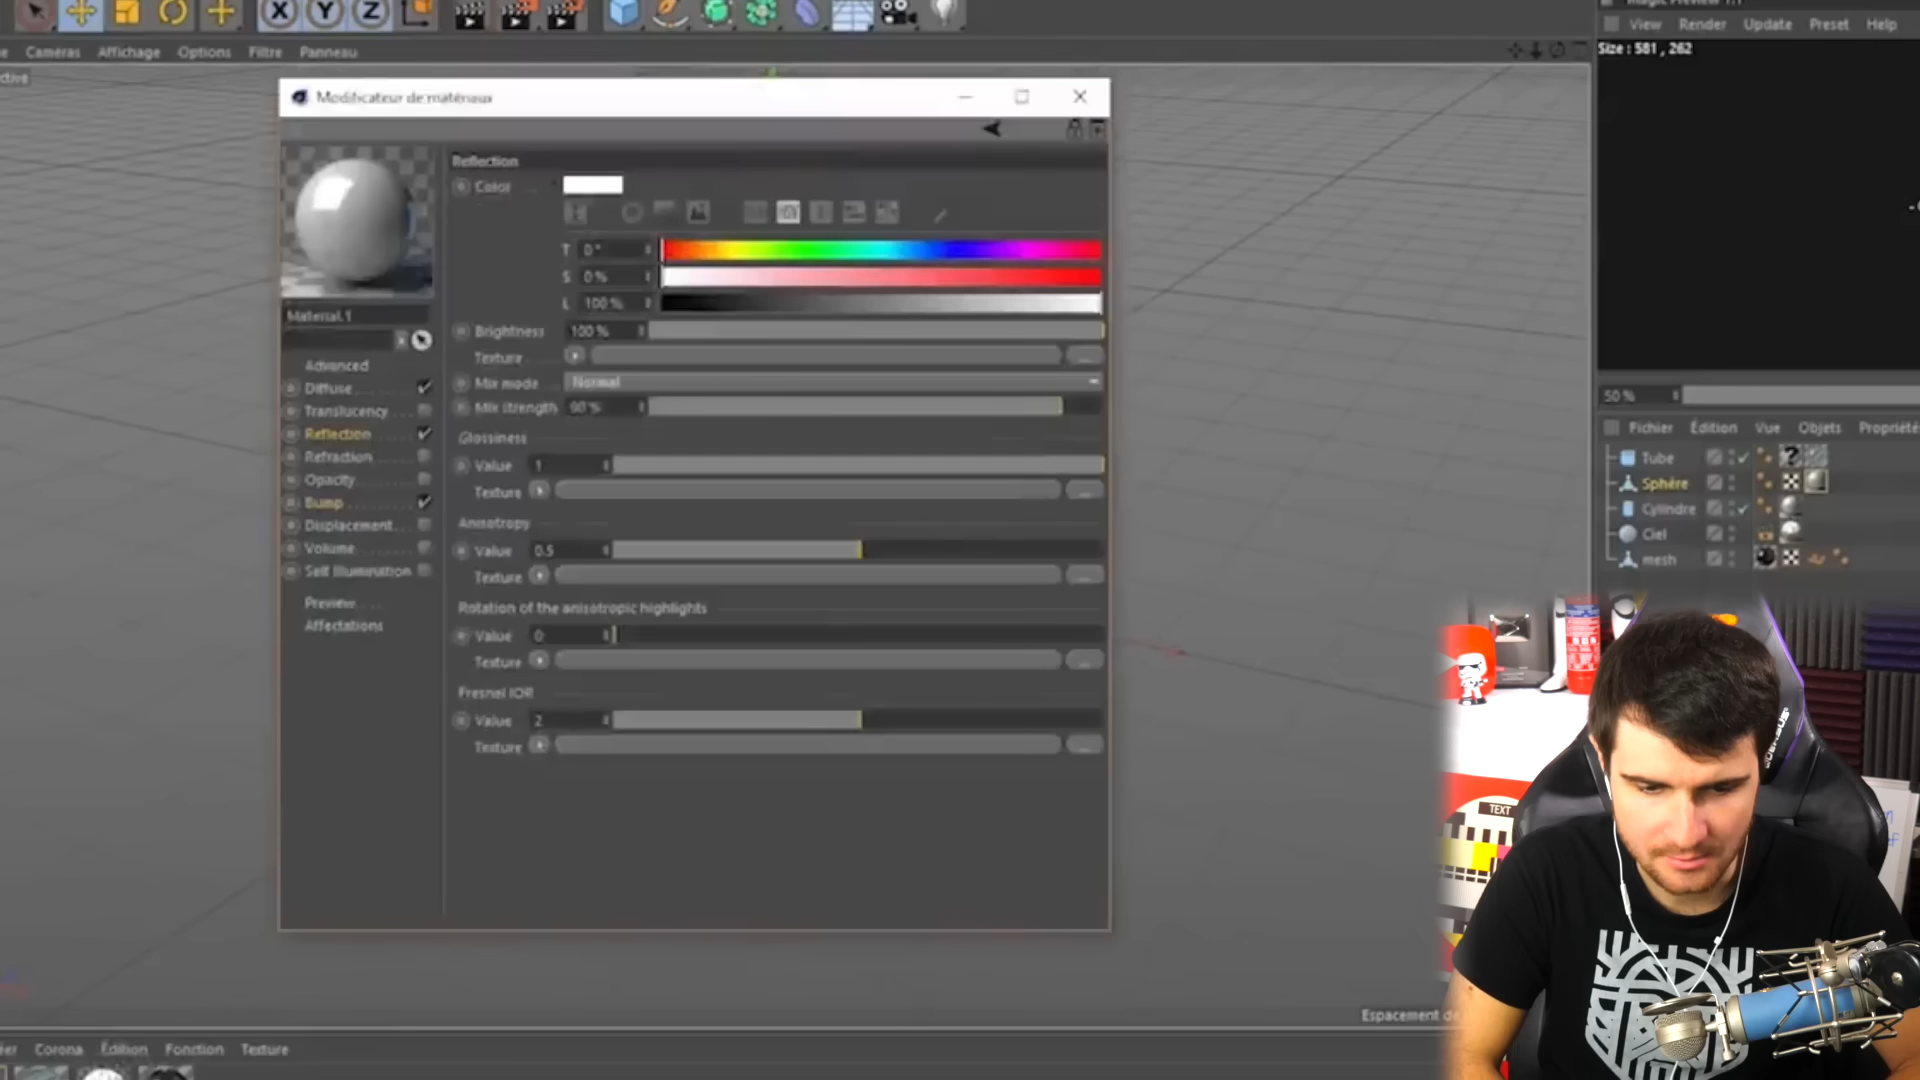 View Render Update Preset Help
Size : 581 , 262
X Y Z
Caméras Affichage Options Filtre Panneau
Modificateur de matériaux
Reflection
Color
T 0°
S 0%
L 100 %
Material.1
Brightness 100 %
Texture ...
Advanced
Mix mode Normal
Diffuse
Mix strength 90 %
Translucency
Reflection
Glossiness
Refraction
Value 1
Opacity
Texture ...
Bump
Anisotropy
Displacement
Value 0.5
Volume
Self Illumination
Texture ...
Preview
Rotation of the anisotropic highlights
Affectations
Value 0
Texture ...
Fresnel IOR
Value 2
Texture ...
50 %
Fichier Édition Vue Objets Propriété
Tube
Sphère
Cylindre
Ciel
mesh
TEXT
Espacement de
Corona Édition Fonction Texture